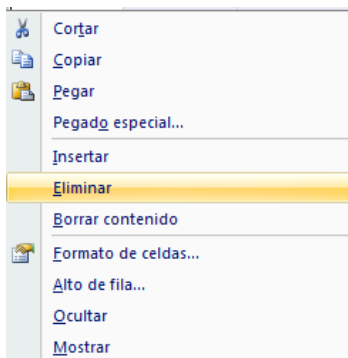 Cortar
Copiar
Pegar
Pegado especial...
Insertar
Eliminar
Borrar contenido
Formato de celdas...
Alto de fila...
Ocultar
Mostrar